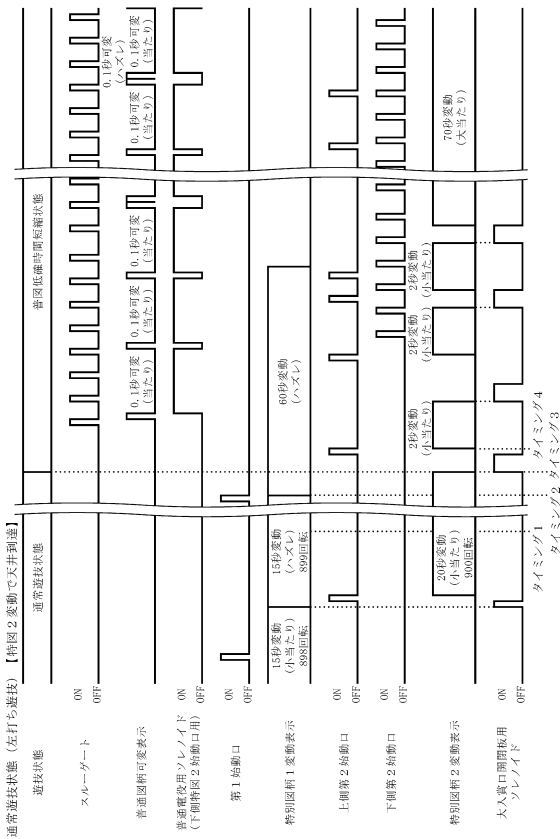 通常遊技状態（左打ち遊技）【特図2変動で天井到達】
遊技状態
通常遊技状態
普図低確時間短縮状態
スルーゲート
ON
OFF
普通図柄可変表示
0.1秒可変
（当たり）
0.1秒可変
（当たり）
0.1秒可変
（当たり）
0.1秒可変
（当たり）
0.1秒可変
（ハズレ）
0.1秒可変
（当たり）
普通電役用ソレノイド
（下側特図2始動口用）
ON
OFF
第1始動口
ON
OFF
特別図柄1変動表示
15秒変動
（小当たり）
898回転
15秒変動
（ハズレ）
899回転
60秒変動
（ハズレ）
上側第2始動口
ON
OFF
下側第2始動口
ON
OFF
特別図柄2変動表示
20秒変動
（小当たり）
900回転
2秒変動
（小当たり）
2秒変動
（小当たり）
2秒変動
（小当たり）
70秒変動
（大当たり）
大入賞口開閉板用
ソレノイド
ON
OFF
タイミング1
タイミング2
タイミング3
タイミング4